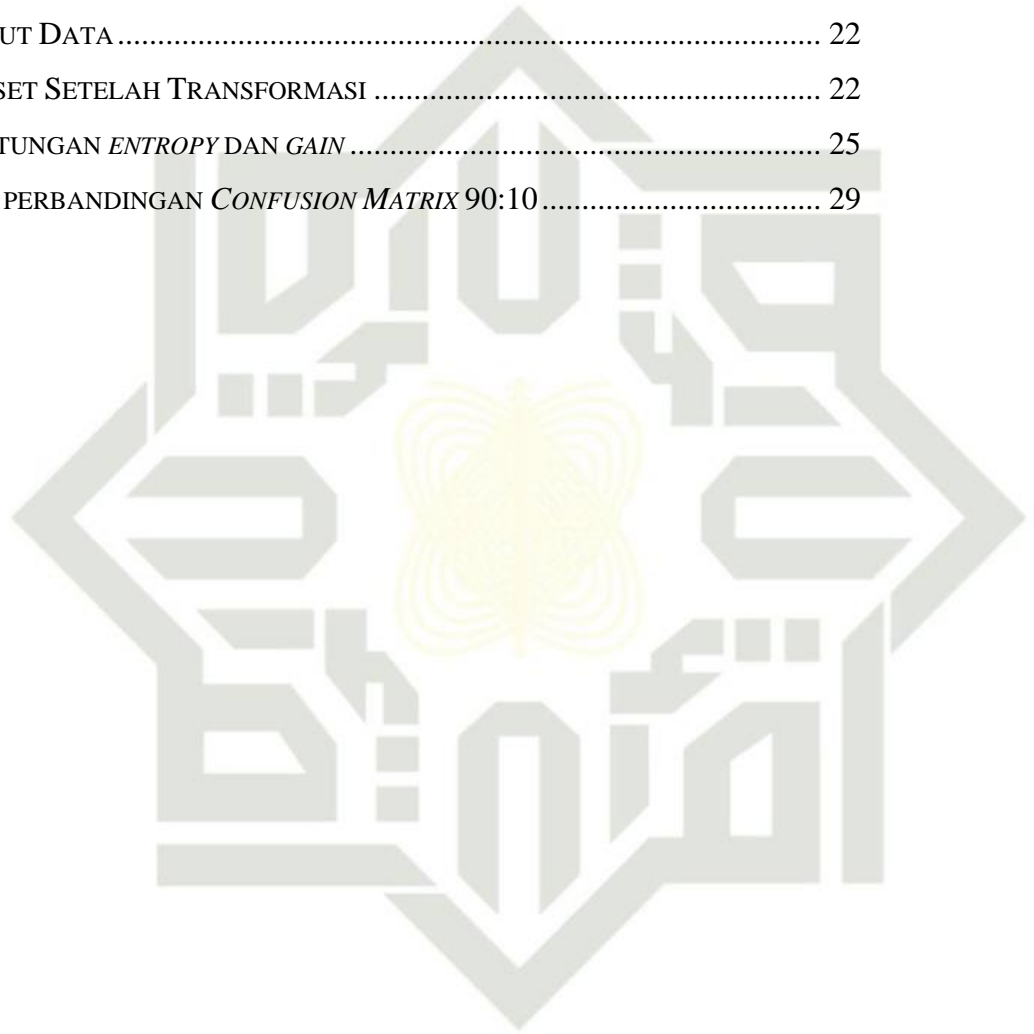 UT DATA ........ 22
SET SETELAH TRANSFORMASI ........ 22
TUNGAN entropy DAN gain ........ 25
PERBANDINGAN CONFUSION MATRIX 90:10 ........ 29